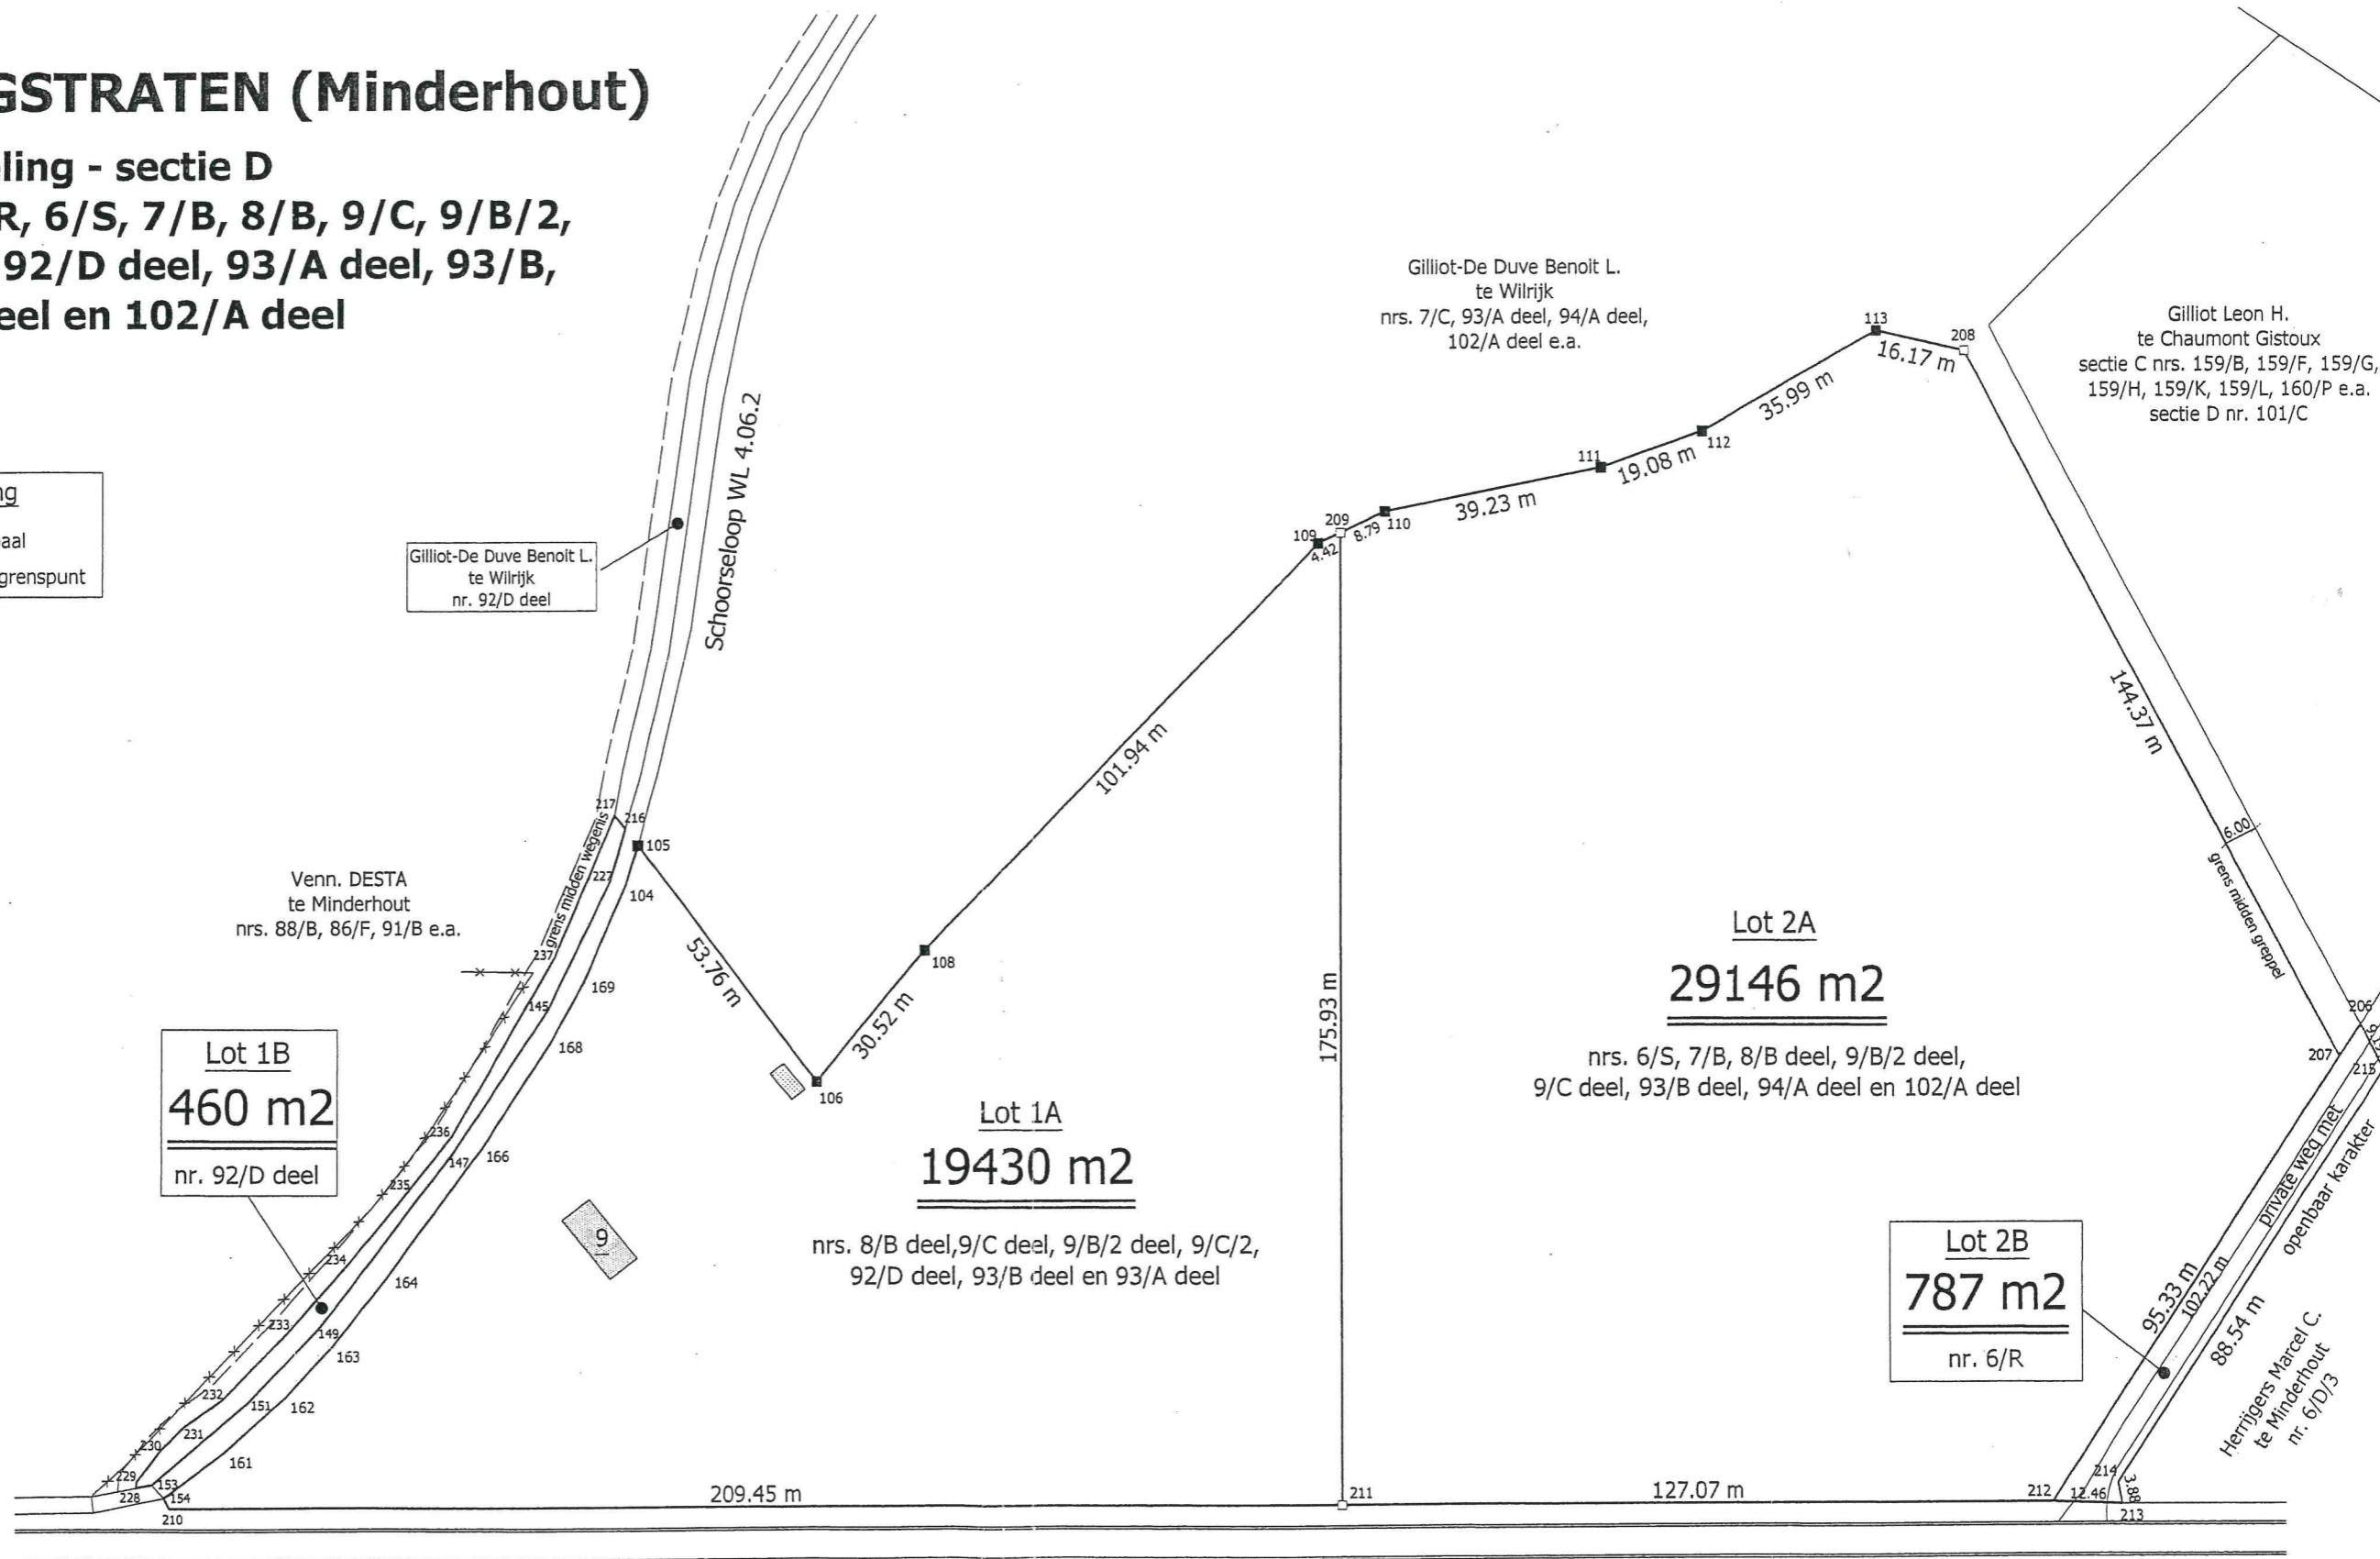 GSTRATEN (Minderhout)
ling - sectie D
R, 6/S, 7/B, 8/B, 9/C, 9/B/2,
92/D deel, 93/A deel, 93/B,
eel en 102/A deel
ng
aal
grenspunt
Gilliot-De Duve Benoit L.
te Wilrijk
nr. 92/D deel
Schoorseloop WL 4.06.2
Gilliot-De Duve Benoit L.
te Wilrijk
nrs. 7/C, 93/A deel, 94/A deel,
102/A deel e.a.
Gilliot Leon H.
te Chaumont Gistoux
sectie C nrs. 159/B, 159/F, 159/G,
159/H, 159/K, 159/L, 160/P e.a.
sectie D nr. 101/C
113
208
16.17 m
35.99 m
112
111
19.08 m
39.23 m
110
8.79
209
109
4.42
101.94 m
144.37 m
6.00
grens midden greppel
217
216
105
grens midden wegenis
227
104
Venn. DESTA
te Minderhout
nrs. 88/B, 86/F, 91/B e.a.
237
53.76 m
108
30.52 m
106
145
169
168
175.93 m
Lot 2A
29146 m2
nrs. 6/S, 7/B, 8/B deel, 9/B/2 deel,
9/C deel, 93/B deel, 94/A deel en 102/A deel
206
207
215
Lot 1B
460 m2
nr. 92/D deel
236
147
166
235
Lot 1A
19430 m2
nrs. 8/B deel,9/C deel, 9/B/2 deel, 9/C/2,
92/D deel, 93/B deel en 93/A deel
9
234
164
233
149
163
232
151
162
231
230
161
229
153
228
154
210
private weg met
openbaar karakter
Lot 2B
787 m2
nr. 6/R
95.33 m
102.22 m
88.54 m
Herrijgers Marcel C.
te Minderhout
nr. 6/D/3
209.45 m
211
127.07 m
212
12.46
214
3.88
213